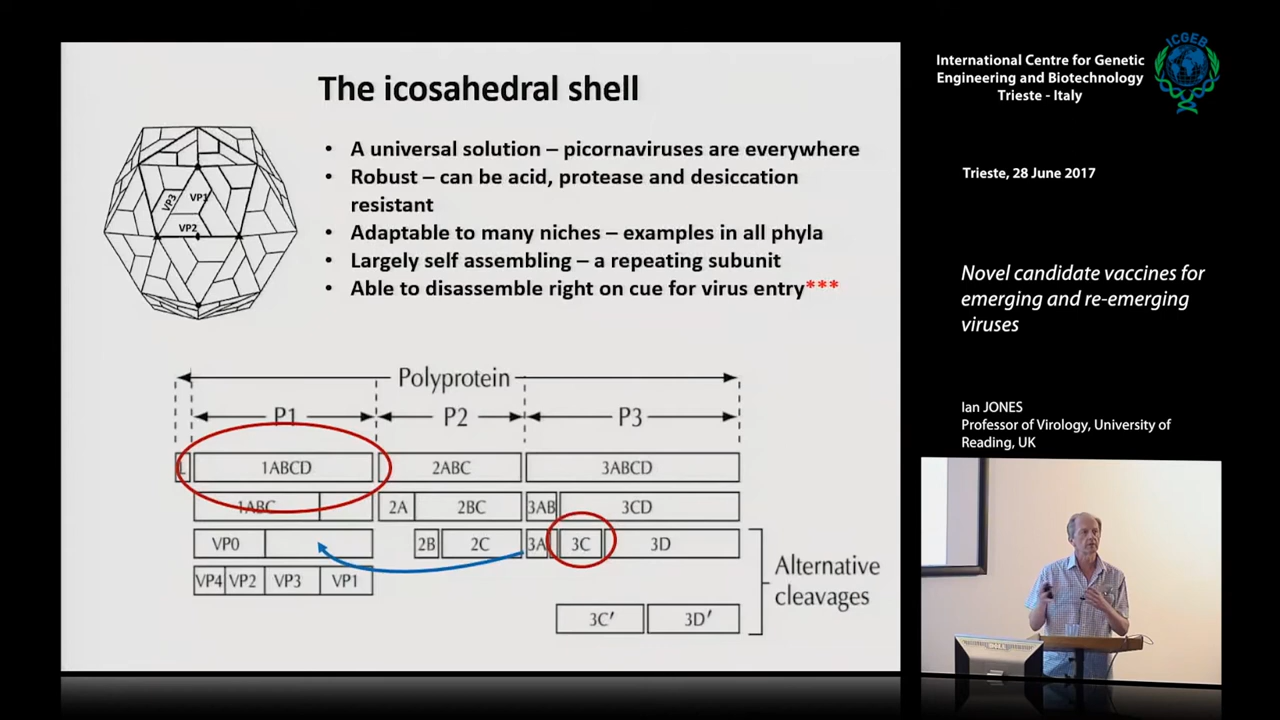 The icosahedral shell
• A universal solution – picornaviruses are everywhere
• Robust – can be acid, protease and desiccation
resistant
• Adaptable to many niches – examples in all phyla
• Largely self assembling – a repeating subunit
• Able to disassemble right on cue for virus entry***
VP3
VP1
VP2
Polyprotein
P1 P2 P3
L 1ABCD 2ABC 3ABCD
1ABC 2A 2BC 3AB 3CD
VP0 2B 2C 3A 3C 3D
VP4 VP2 VP3 VP1
3C′ 3D′
Alternative
cleavages
International Centre for Genetic
Engineering and Biotechnology
Trieste - Italy
ICGEB
Trieste, 28 June 2017
Novel candidate vaccines for
emerging and re-emerging
viruses
Ian JONES
Professor of Virology, University of
Reading, UK